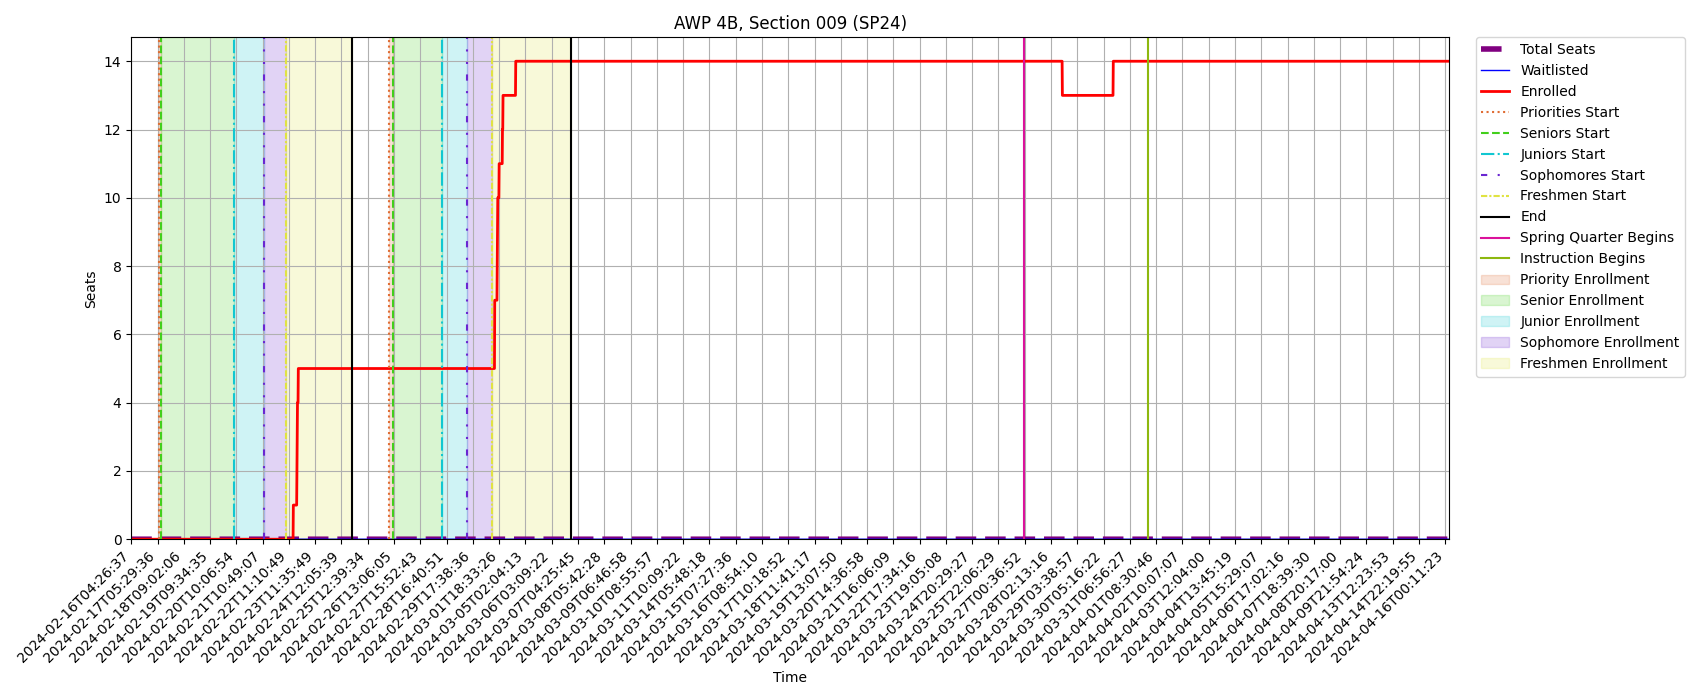 AWP 4B, Section 009 (SP24)
Seats
14
12
10
8
6
4
2
0
2024-02-16T04:26:37
2024-02-17T05:29:36
2024-02-18T09:02:06
2024-02-19T09:34:35
2024-02-20T10:06:54
2024-02-21T10:49:07
2024-02-22T11:10:49
2024-02-23T11:35:49
2024-02-24T12:05:39
2024-02-25T12:39:34
2024-02-26T13:06:05
2024-02-27T15:52:43
2024-02-28T16:40:51
2024-02-29T17:38:36
2024-03-01T18:33:26
2024-03-05T02:04:13
2024-03-06T03:09:22
2024-03-07T04:25:45
2024-03-08T05:42:28
2024-03-09T06:46:58
2024-03-10T08:55:57
2024-03-11T10:09:22
2024-03-14T05:48:18
2024-03-15T07:27:36
2024-03-16T08:54:10
2024-03-17T10:18:52
2024-03-18T11:41:17
2024-03-19T13:07:50
2024-03-20T14:36:58
2024-03-21T16:06:09
2024-03-22T17:34:16
2024-03-23T19:05:08
2024-03-24T20:29:27
2024-03-25T22:06:29
2024-03-27T00:36:52
2024-03-28T02:13:16
2024-03-29T03:38:57
2024-03-30T05:16:22
2024-03-31T06:56:27
2024-04-01T08:30:46
2024-04-02T10:07:07
2024-04-03T12:04:00
2024-04-04T13:45:19
2024-04-05T15:29:07
2024-04-06T17:02:16
2024-04-07T18:39:30
2024-04-08T20:17:00
2024-04-09T21:54:24
2024-04-13T12:23:53
2024-04-14T22:19:55
2024-04-16T00:11:23
Time
Total Seats
Waitlisted
Enrolled
Priorities Start
Seniors Start
Juniors Start
Sophomores Start
Freshmen Start
End
Spring Quarter Begins
Instruction Begins
Priority Enrollment
Senior Enrollment
Junior Enrollment
Sophomore Enrollment
Freshmen Enrollment